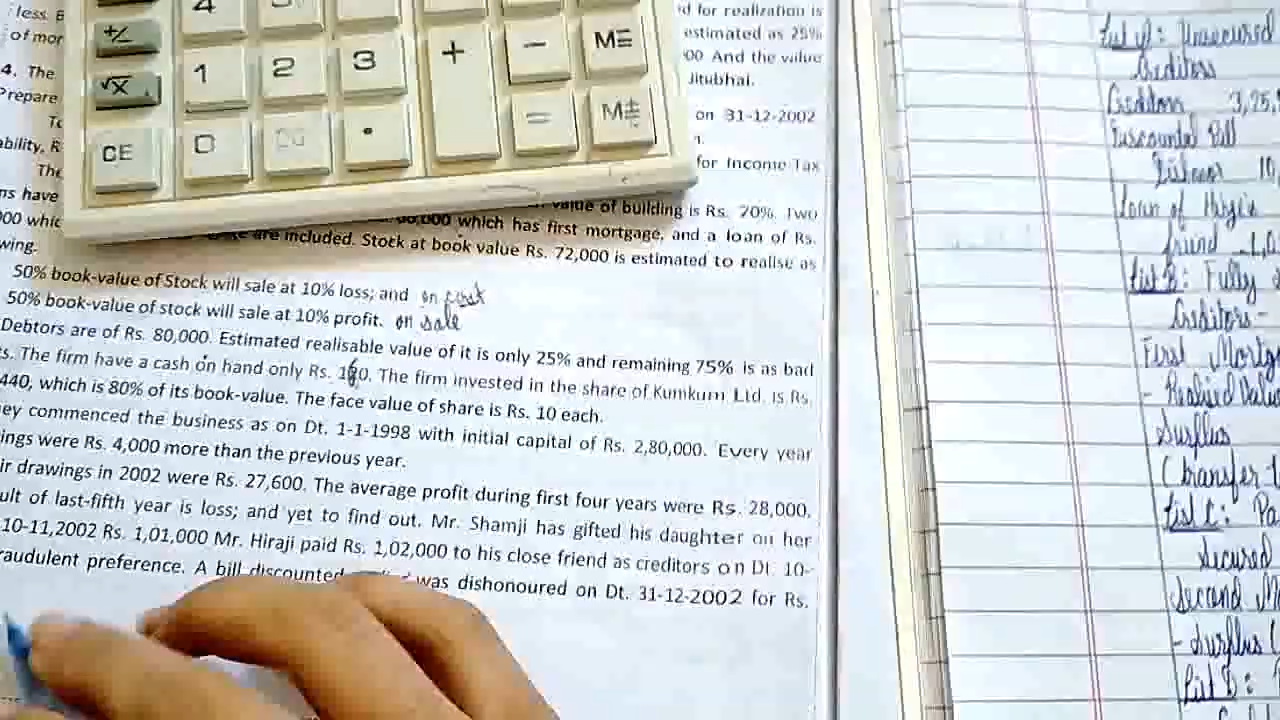 less. B
of mor
4. The
Prepare
ability. R
The
ns have
000 whic
wing.
d for realization is
estimated as 25%
00 And the value
Jitubhai.
on 31-12-2002
for Income Tax
value of building is Rs. 70%. Two
which has first mortgage, and a loan of Rs.
are included. Stock at book value Rs. 72,000 is estimated to realise as
50% book-value of Stock will sale at 10% loss; and on cost
50% book-value of stock will sale at 10% profit. on sale
Debtors are of Rs. 80,000. Estimated realisable value of it is only 25% and remaining 75% is as bad
ts. The firm have a cash on hand only Rs. The firm invested in the share of Kumkum Ltd. is Rs.
440, which is 80% of its book-value. The face value of share is Rs. 10 each.
ey commenced the business as on Dt. 1-1-1998 with initial capital of Rs. 2,80,000. Every year
ings were Rs. 4,000 more than the previous year.
ir drawings in 2002 were Rs. 27,600. The average profit during first four years were Rs. 28,000.
ult of last-fifth year is loss; and yet to find out. Mr. Shamji has gifted his daughter on her
10-11,2002 Rs. 1,01,000 Mr. Hiraji paid Rs. 1,02,000 to his close friend as creditors on Dt. 10-
raudulent preference. A bill discounted was dishonoured on Dt. 31-12-2002 for Rs.
4
+/- 1 2 3 + - M=
√x
CE 0 00 • = M±
List A: Unsecured
Creditors
Creditors 3,25,
Discounted Bill
Dishonor 10,
Loan of
friend 1,0
List B: Fully
Creditors-
First Mortg
- Realised Valu
Surplus
(transfer t
List C: Pa
Secured
Second M
- Surplus (
List D: